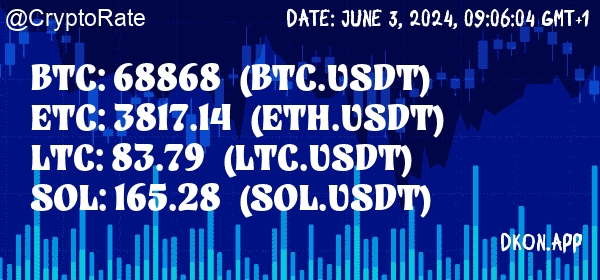 @CryptoRate
DATE: JUNE 3, 2024, 09:06:04 GMT+1
BTC: 68868 (BTC.USDT)
ETC: 3817.14 (ETH.USDT)
LTC: 83.79 (LTC.USDT)
SOL: 165.28 (SOL.USDT)
DKON.APP